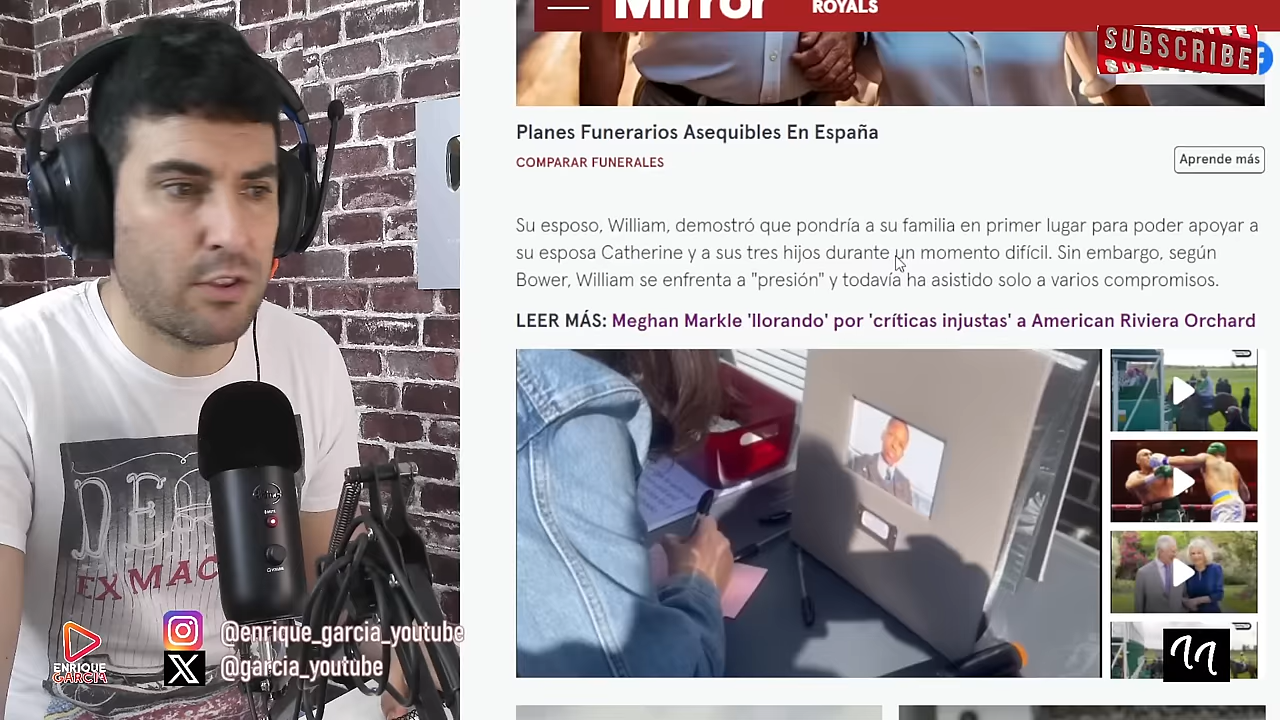 Mirror
ROYALS
SUBSCRIBE
Planes Funerarios Asequibles En España
COMPARAR FUNERALES
Aprende más
Su esposo, William, demostró que pondría a su familia en primer lugar para poder apoyar a
su esposa Catherine y a sus tres hijos durante un momento difícil. Sin embargo, según
Bower, William se enfrenta a "presión" y todavía ha asistido solo a varios compromisos.
LEER MÁS: Meghan Markle 'llorando' por 'críticas injustas' a American Riviera Orchard
EX MAC
@enrique_garcia_youtube
@garcia_youtube
ENRIQUE
GARCIA